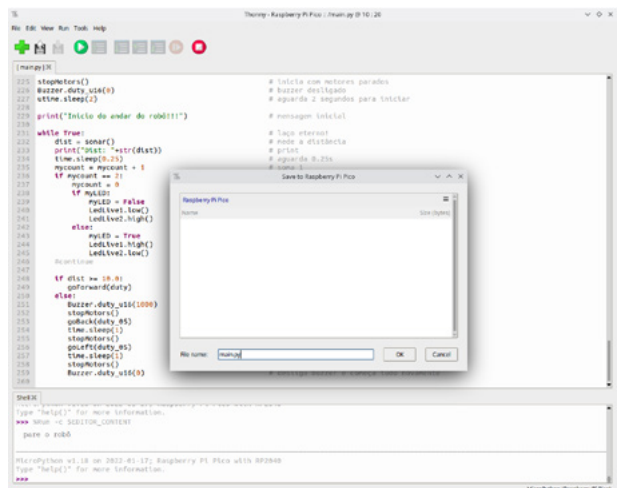 Thonny - Raspberry Pi Pico :: /main.py @ 10 : 26
File Edit View Run Tools Help
[ main.py ]
225 stopMotors() # inicia com motores parados
226 Buzzer.duty_u16(0) # buzzer desligado
227 utime.sleep(2) # aguarda 2 segundos para iniciar
228
229 print("Início do andar do robô!!!") # mensagem inicial
230
231 while True: # laço eterno!
232 dist = sonar() # mede a distância
233 print("Dist: "+str(dist)) # print
234 time.sleep(0.25) # aguarda 0.25s
235 mycount = mycount + 1 # soma 1
236 if mycount == 2:
237 mycount = 0
238 if myLED:
239 myLED = False
240 LedLive1.low()
241 LedLive2.high()
242 else:
243 myLED = True
244 LedLive1.high()
245 LedLive2.low()
246 #continue
247
248 if dist >= 10.0:
249 goForward(duty)
250 else:
251 Buzzer.duty_u16(1000)
252 stopMotors()
253 goBack(duty_05)
254 time.sleep(1)
255 stopMotors()
256 goLeft(duty_05)
257 time.sleep(1)
258 stopMotors()
259 Buzzer.duty_u16(0)
260
Save to Raspberry Pi Pico
Raspberry Pi Pico
Name Size (bytes)
File name: main.py OK Cancel
Shell
Type "help()" for more information.
>>> %Run -c $EDITOR_CONTENT
pare o robô
MicroPython v1.18 on 2022-01-17; Raspberry Pi Pico with RP2040
Type "help()" for more information.
>>>